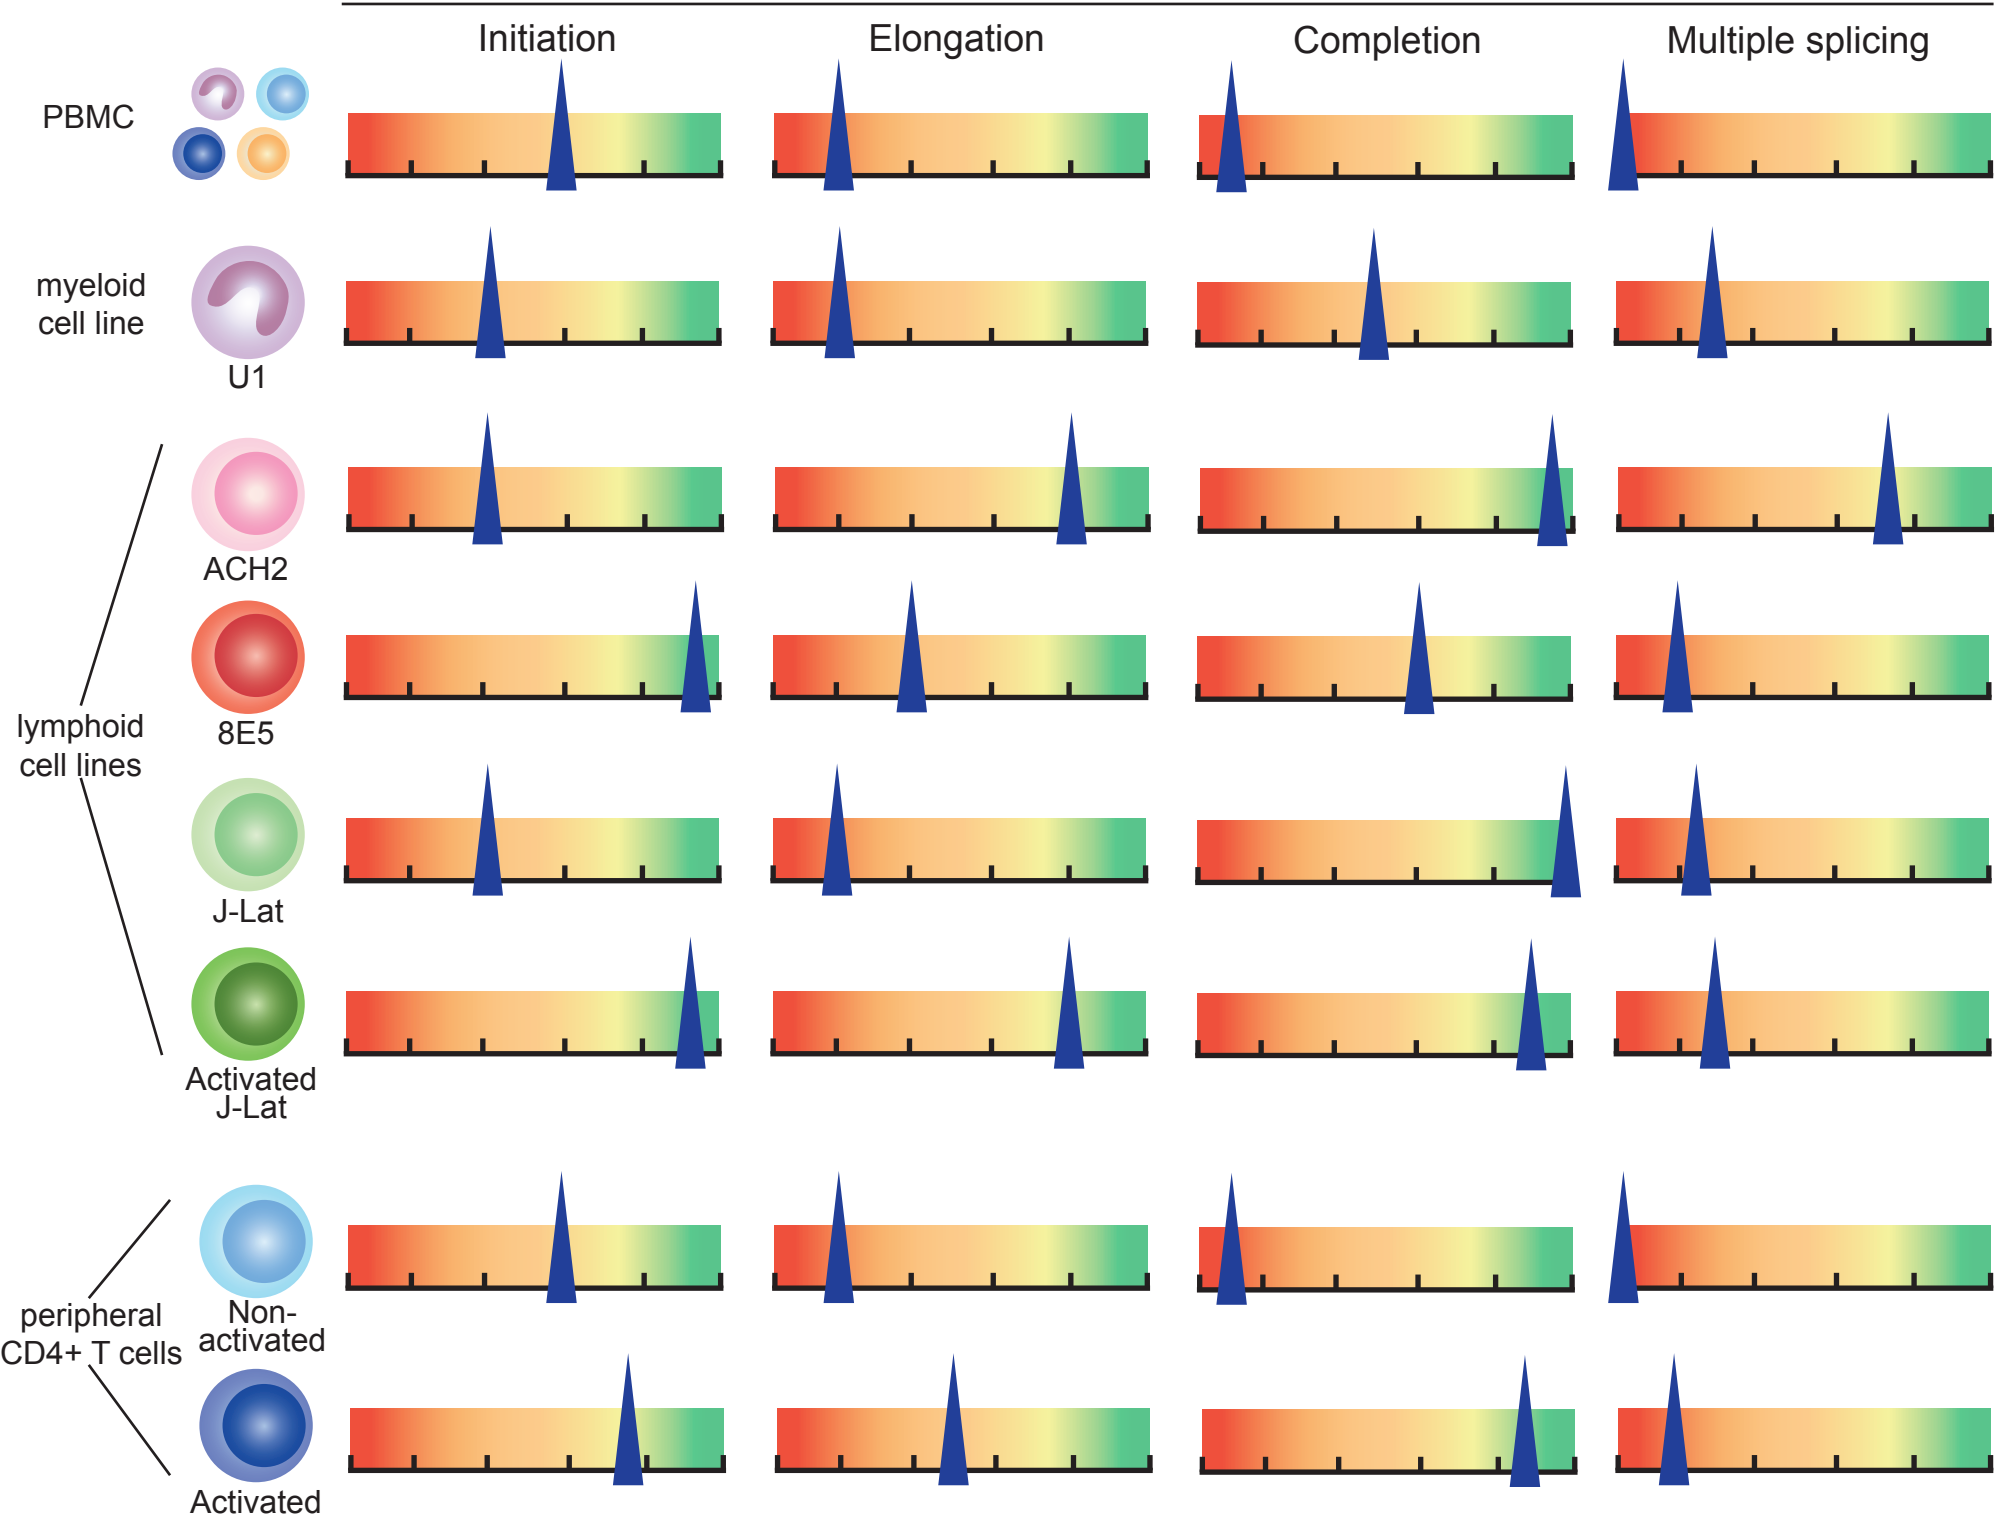 Initiation
Elongation
Completion
Multiple splicing
PBMC
myeloid
cell line
U1
ACH2
8E5
lymphoid
cell lines
J-Lat
Activated
J-Lat
Non-
activated
peripheral
CD4+ T cells
Activated